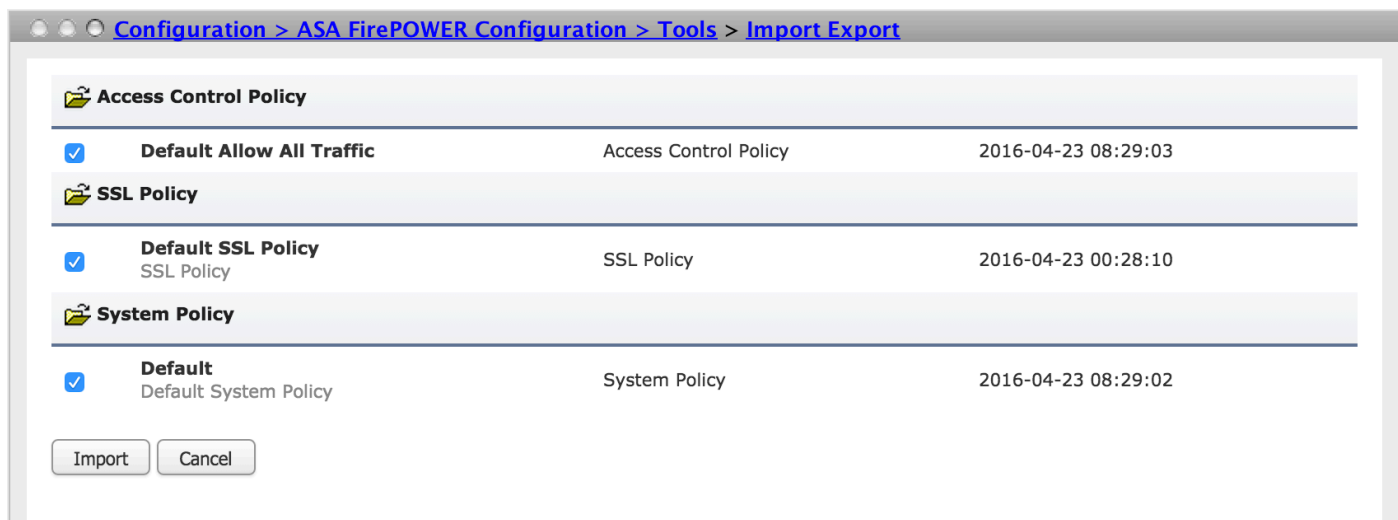 Configuration > ASA FirePOWER Configuration > Tools > Import Export
Access Control Policy
Default Allow All Traffic Access Control Policy 2016-04-23 08:29:03
SSL Policy
Default SSL Policy
SSL Policy SSL Policy 2016-04-23 00:28:10
System Policy
Default
Default System Policy System Policy 2016-04-23 08:29:02
Import Cancel